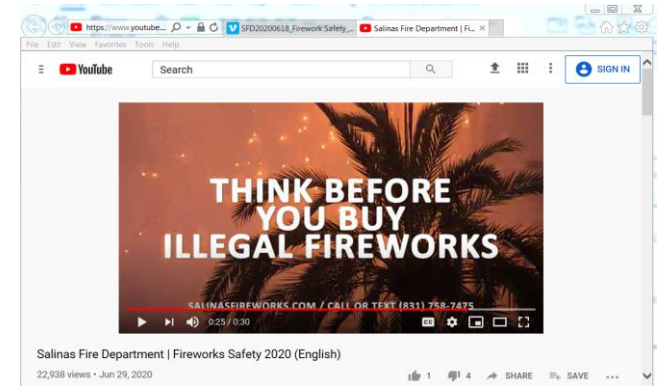 https://www.youtube...
SFD20200618_Firework Safety_...
Salinas Fire Department | Fi...
File Edit View Favorites Tools Help
YouTube
Search
SIGN IN
THINK BEFORE
YOU BUY
ILLEGAL FIREWORKS
SALINASFIREWORKS.COM / CALL OR TEXT (831) 758-7475
0:25 / 0:30
CC
Salinas Fire Department | Fireworks Safety 2020 (English)
22,938 views • Jun 29, 2020
1 4 SHARE SAVE ...